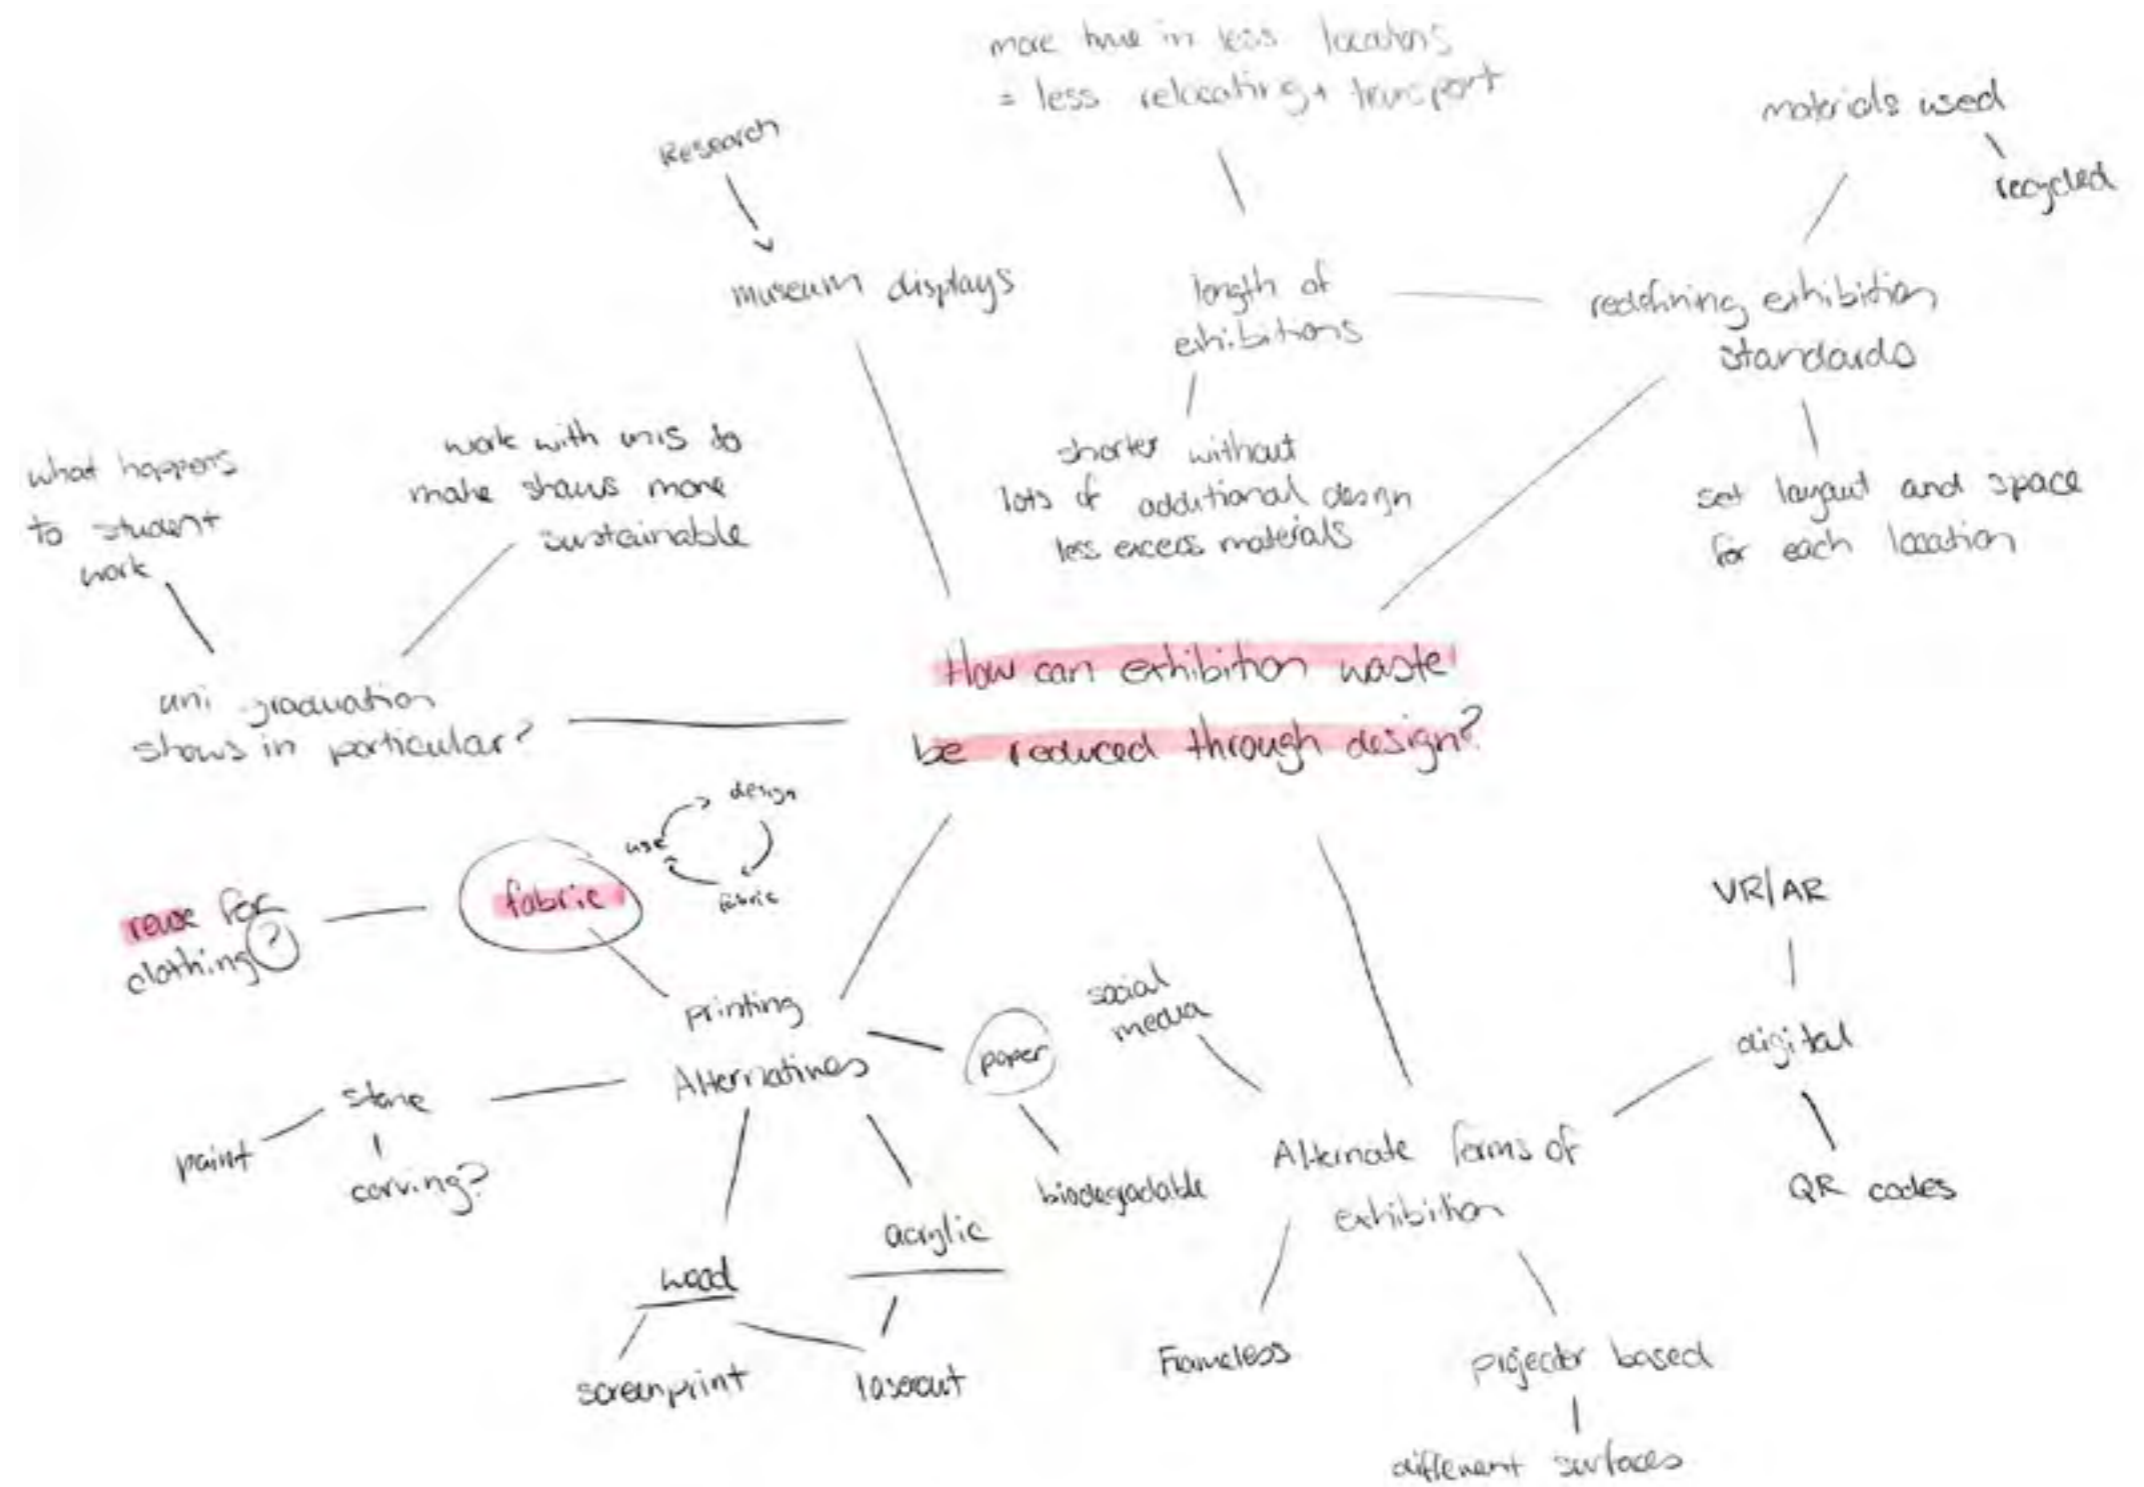 more time in less locations
= less relocating + transport
materials used
recycled
Research
museum displays
length of
exhibitions
redefining exhibition
standards
what happens
to student
work
work with unis to
make shows more
sustainable
shorter without
lots of additional design
less excess materials
set layout and space
for each location
How can exhibition waste
be reduced through design?
uni graduation
shows in particular?
design
use
fabric
fabric
reuse for
clothing?
VR/AR
social
media
printing
Alternatives
paper
digital
stone
paint
carving?
biodegradable
Alternate forms of
exhibition
QR codes
acrylic
wood
screenprint
lasercut
Frameless
projector based
different surfaces